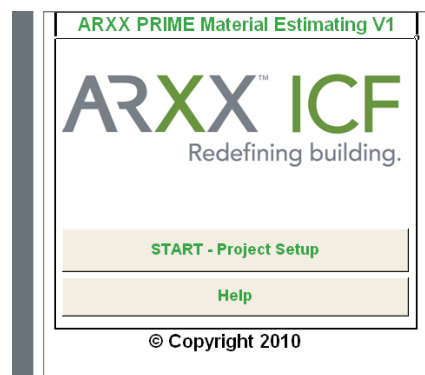 ARXX PRIME Material Estimating V1
ARXX™ ICF
Redefining building.
START - Project Setup
Help
© Copyright 2010